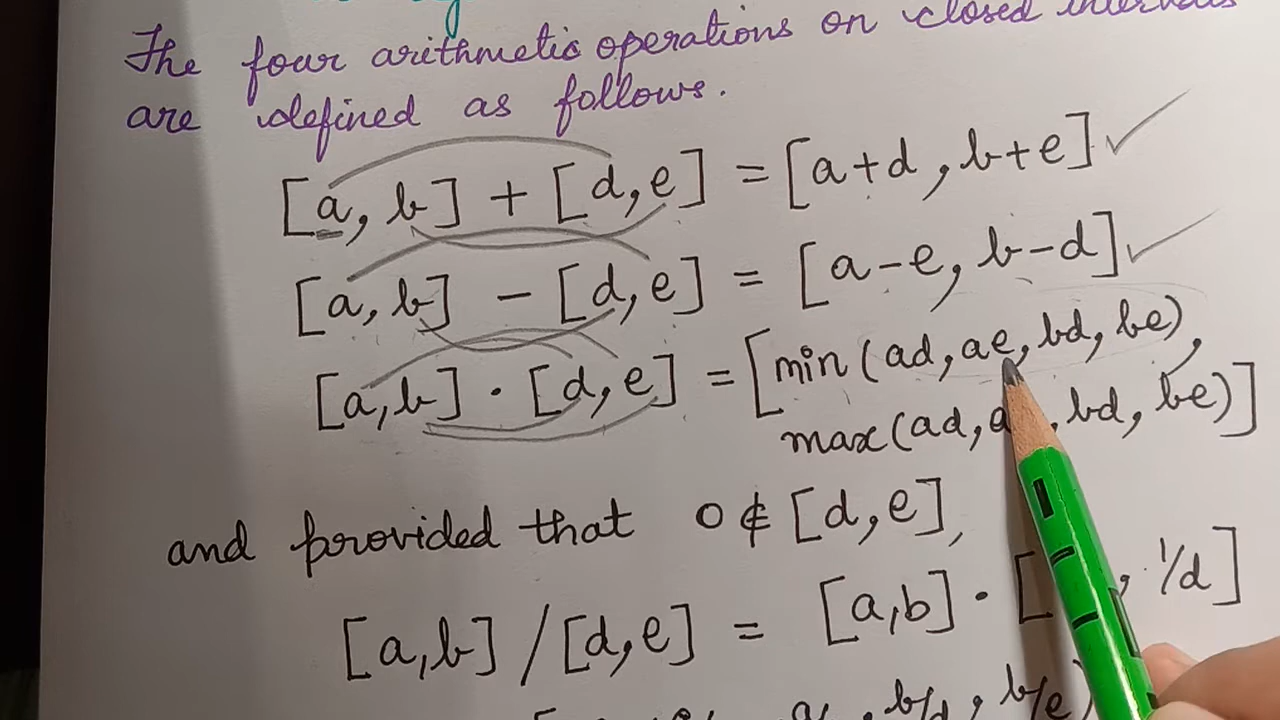 The four arithmetic operations on closed intervals
are defined as follows.
[a, b] + [d, e] = [a+d, b+e] ✓
[a, b] − [d, e] = [a−e, b−d] ✓
[a, b] · [d, e] = [min(ad, ae, bd, be),
max(ad, a , bd, be)]
and provided that 0 ∉ [d, e],
[a, b] / [d, e] = [a, b] · [ , 1/d]
b/d, b/e)